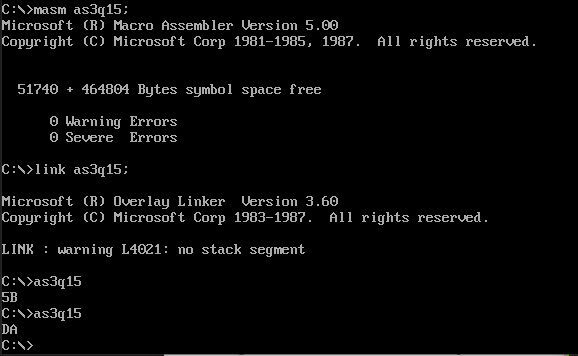 C:\>masm as3q15;
Microsoft (R) Macro Assembler Version 5.00
Copyright (C) Microsoft Corp 1981-1985, 1987.  All rights reserved.
51740 + 464804 Bytes symbol space free
0 Warning Errors
0 Severe  Errors
C:\>link as3q15;
Microsoft (R) Overlay Linker  Version 3.60
Copyright (C) Microsoft Corp 1983-1987.  All rights reserved.
LINK : warning L4021: no stack segment
C:\>as3q15
5B
C:\>as3q15
DA
C:\>